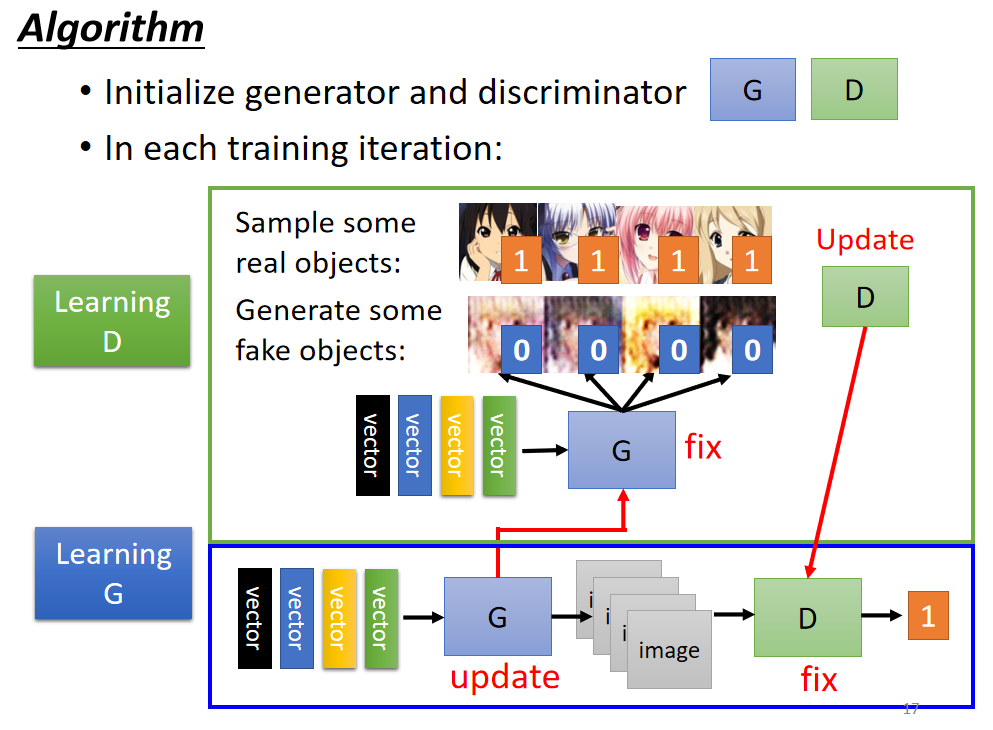 Algorithm
• Initialize generator and discriminator
G
D
• In each training iteration:
Sample some
real objects:
1
1
1
1
Update
D
Learning
D
Generate some
fake objects:
0
0
0
0
vector
vector
vector
vector
G
fix
Learning
G
vector
vector
vector
vector
G
update
i
i
i
image
D
fix
1
17